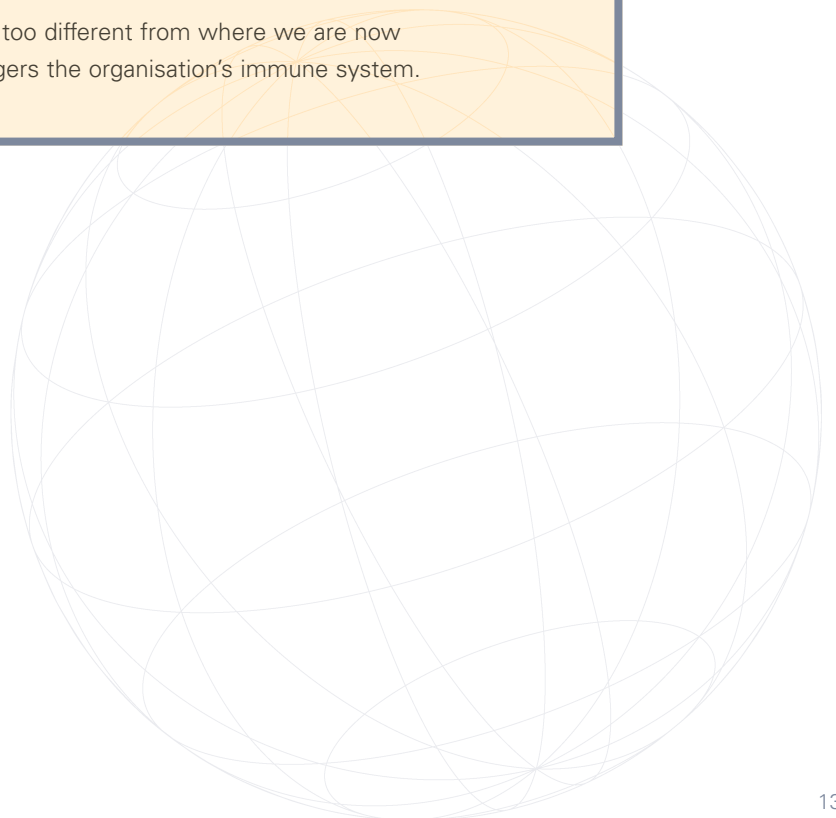 too different from where we are now
gers the organisation’s immune system.
13